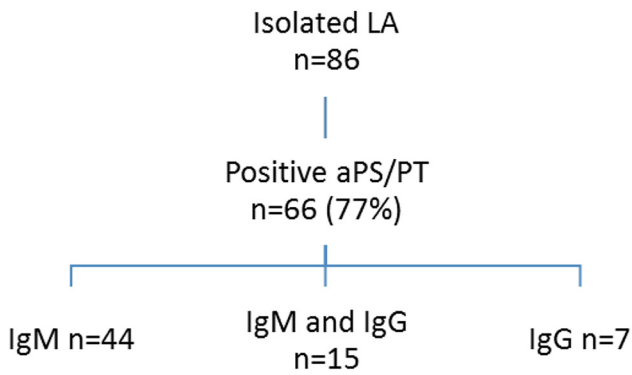 Isolated LA
n=86
Positive aPS/PT
n=66 (77%)
IgM n=44
IgM and IgG
n=15
IgG n=7